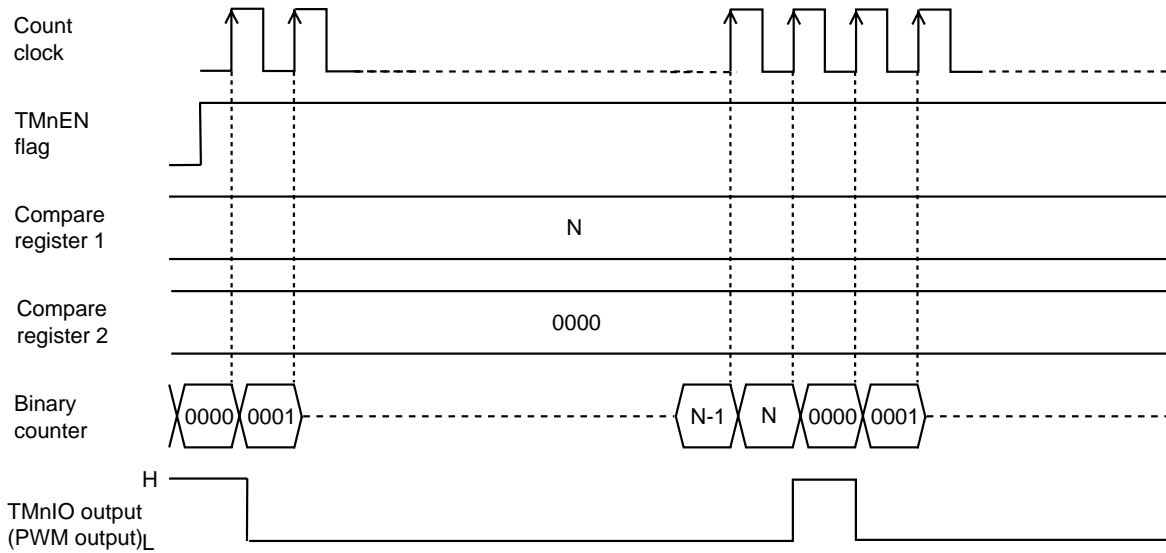 Count
clock
TMnEN
flag
Compare
register 1
N
Compare
register 2
0000
Binary
counter
0000 0001 N-1 N 0000 0001
H
TMnIO output
(PWM output) L